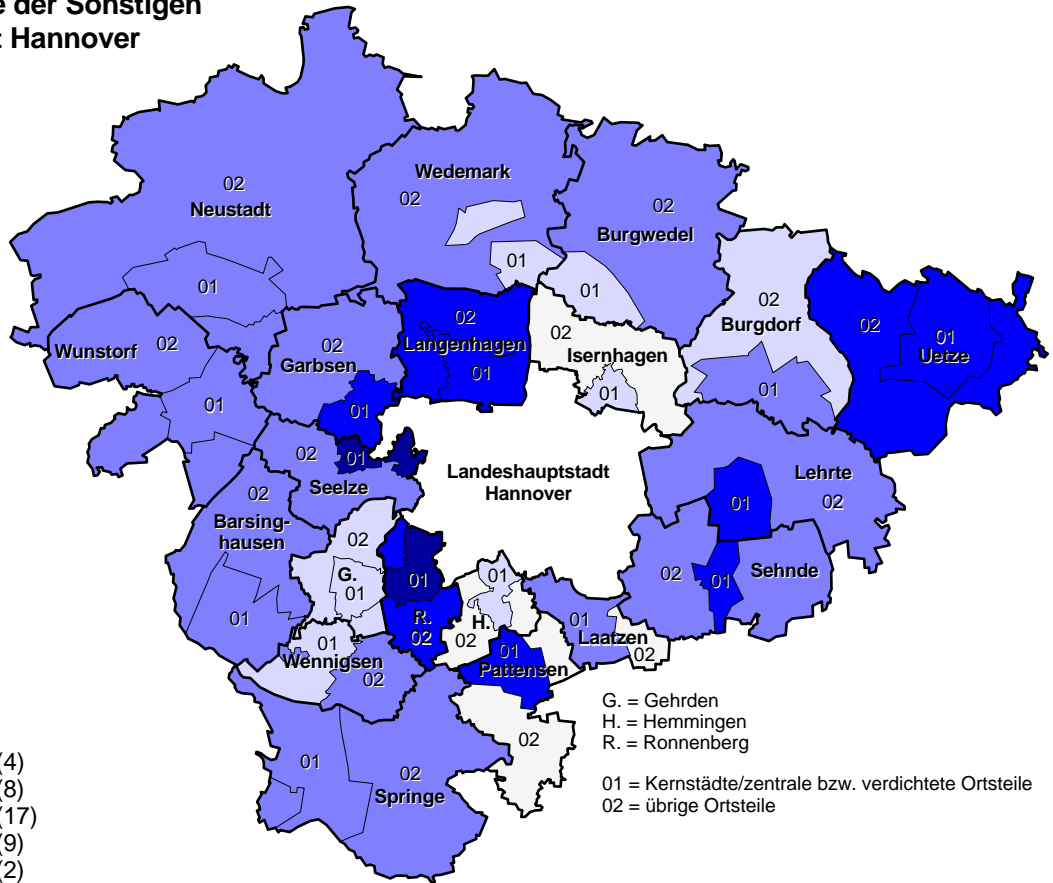 der Sonstigen
Hannover
02
Neustadt
01
Wedemark
02
01
02
Burgwedel
01
02
Burgdorf
01
02
01
Uetze
Wunstorf 02
01
02
Garbsen
01
02
Langenhagen
01
02
Isernhagen
01
02
01
Seelze
Landeshauptstadt
Hannover
Lehrte
01
02
02
Barsing-
hausen
01
02
G.
01
01
R.
02
01
H.
02
01
Laatzen
02
02
01
Sehnde
01
Wennigsen
02
01
Pattensen
02
01
02
Springe
G. = Gehrden
H. = Hemmingen
R. = Ronnenberg
01 = Kernstädte/zentrale bzw. verdichtete Ortsteile
02 = übrige Ortsteile
(4)
(8)
(17)
(9)
(2)